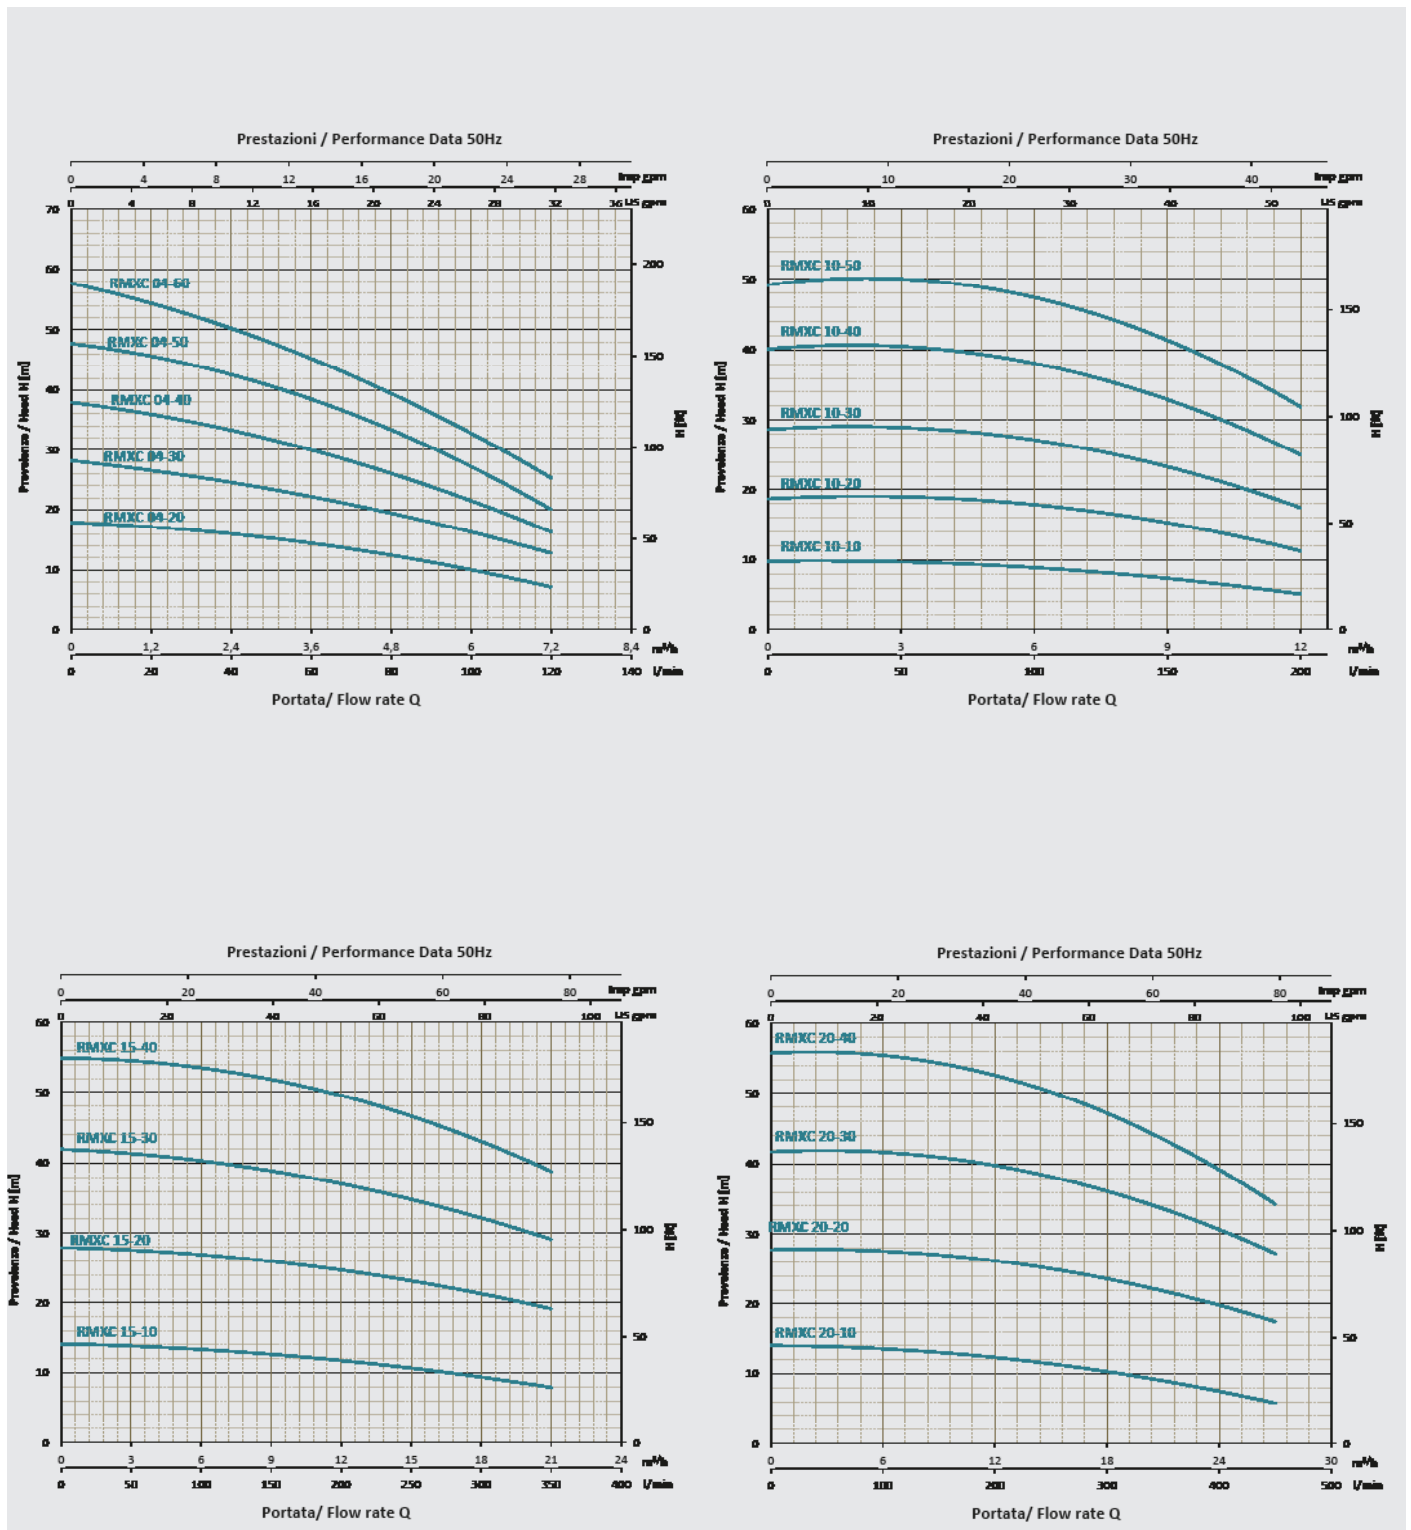 Prestazioni / Performance Data 50Hz
0 4 8 12 16 20 24 28 Imp gpm
0 4 8 12 16 20 24 28 32 36 US gpm
70
60
50
40
30
20
10
0
Prevalenza / Head H [m]
RMXC 04-60
RMXC 04-50
RMXC 04-40
RMXC 04-30
RMXC 04-20
200
150
100
50
0
H [ft]
0 1,2 2,4 3,6 4,8 6 7,2 8,4 m³/h
0 20 40 60 80 100 120 140 l/min
Portata/ Flow rate Q
Prestazioni / Performance Data 50Hz
0 10 20 30 40 Imp gpm
0 10 20 30 40 50 US gpm
60
50
40
30
20
10
0
Prevalenza / Head H [m]
RMXC 10-50
RMXC 10-40
RMXC 10-30
RMXC 10-20
RMXC 10-10
150
100
50
0
H [ft]
0 3 6 9 12 m³/h
0 50 100 150 200 l/min
Portata/ Flow rate Q
Prestazioni / Performance Data 50Hz
0 20 40 60 80 Imp gpm
0 20 40 60 80 100 US gpm
60
50
40
30
20
10
0
Prevalenza / Head H [m]
RMXC 15-40
RMXC 15-30
RMXC 15-20
RMXC 15-10
150
100
50
0
H [ft]
0 3 6 9 12 15 18 21 24 m³/h
0 50 100 150 200 250 300 350 400 l/min
Portata/ Flow rate Q
Prestazioni / Performance Data 50Hz
0 20 40 60 80 Imp gpm
0 20 40 60 80 100 US gpm
60
50
40
30
20
10
0
Prevalenza / Head H [m]
RMXC 20-40
RMXC 20-30
RMXC 20-20
RMXC 20-10
150
100
50
0
H [ft]
0 6 12 18 24 30 m³/h
0 100 200 300 400 500 l/min
Portata/ Flow rate Q